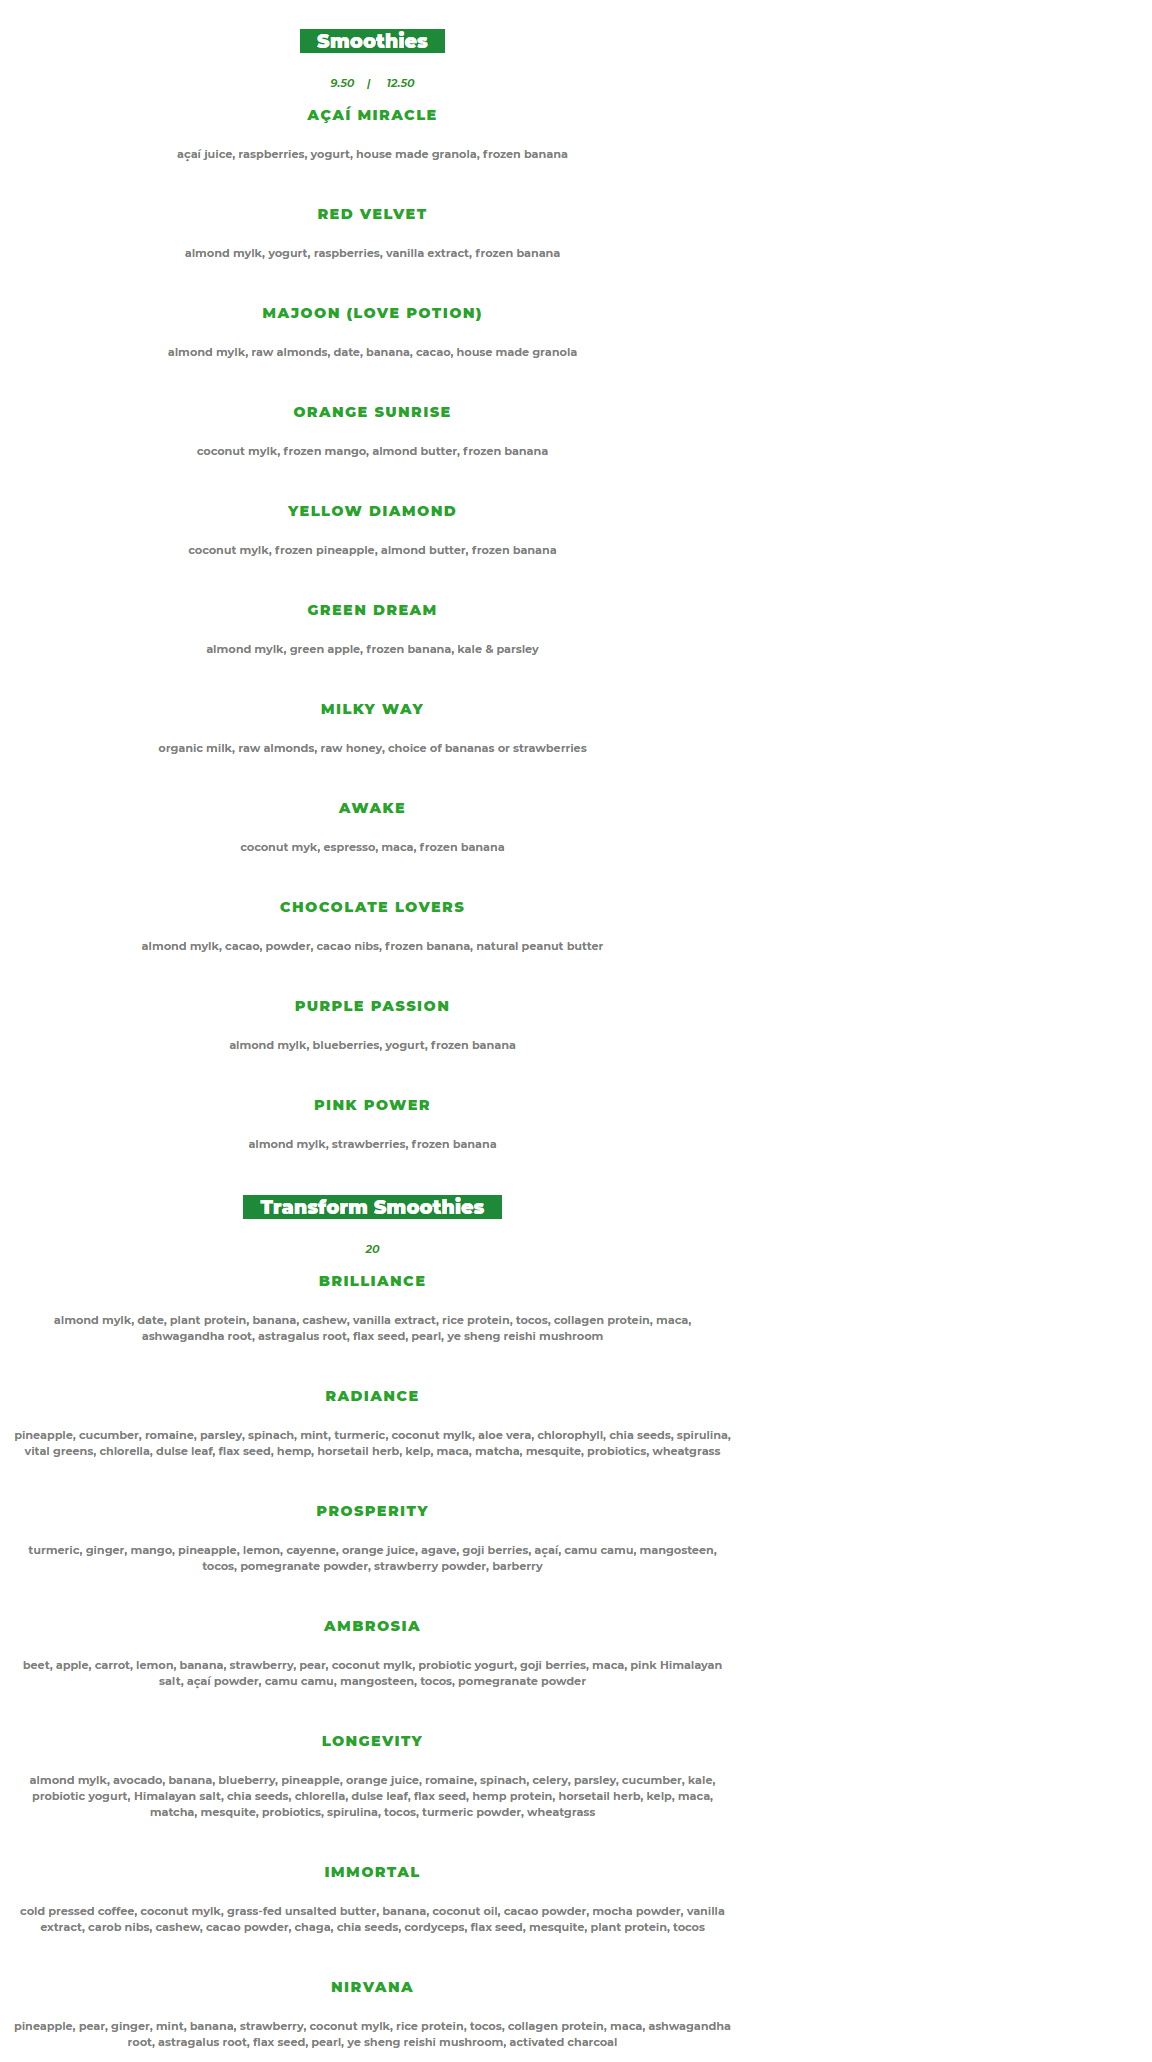 Smoothies
9.50 | 12.50
AÇAÍ MIRACLE
açaí juice, raspberries, yogurt, house made granola, frozen banana
RED VELVET
almond mylk, yogurt, raspberries, vanilla extract, frozen banana
MAJOON (LOVE POTION)
almond mylk, raw almonds, date, banana, cacao, house made granola
ORANGE SUNRISE
coconut mylk, frozen mango, almond butter, frozen banana
YELLOW DIAMOND
coconut mylk, frozen pineapple, almond butter, frozen banana
GREEN DREAM
almond mylk, green apple, frozen banana, kale & parsley
MILKY WAY
organic milk, raw almonds, raw honey, choice of bananas or strawberries
AWAKE
coconut myk, espresso, maca, frozen banana
CHOCOLATE LOVERS
almond mylk, cacao, powder, cacao nibs, frozen banana, natural peanut butter
PURPLE PASSION
almond mylk, blueberries, yogurt, frozen banana
PINK POWER
almond mylk, strawberries, frozen banana
Transform Smoothies
20
BRILLIANCE
almond mylk, date, plant protein, banana, cashew, vanilla extract, rice protein, tocos, collagen protein, maca,
ashwagandha root, astragalus root, flax seed, pearl, ye sheng reishi mushroom
RADIANCE
pineapple, cucumber, romaine, parsley, spinach, mint, turmeric, coconut mylk, aloe vera, chlorophyll, chia seeds, spirulina,
vital greens, chlorella, dulse leaf, flax seed, hemp, horsetail herb, kelp, maca, matcha, mesquite, probiotics, wheatgrass
PROSPERITY
turmeric, ginger, mango, pineapple, lemon, cayenne, orange juice, agave, goji berries, açaí, camu camu, mangosteen,
tocos, pomegranate powder, strawberry powder, barberry
AMBROSIA
beet, apple, carrot, lemon, banana, strawberry, pear, coconut mylk, probiotic yogurt, goji berries, maca, pink Himalayan
salt, açaí powder, camu camu, mangosteen, tocos, pomegranate powder
LONGEVITY
almond mylk, avocado, banana, blueberry, pineapple, orange juice, romaine, spinach, celery, parsley, cucumber, kale,
probiotic yogurt, Himalayan salt, chia seeds, chlorella, dulse leaf, flax seed, hemp protein, horsetail herb, kelp, maca,
matcha, mesquite, probiotics, spirulina, tocos, turmeric powder, wheatgrass
IMMORTAL
cold pressed coffee, coconut mylk, grass-fed unsalted butter, banana, coconut oil, cacao powder, mocha powder, vanilla
extract, carob nibs, cashew, cacao powder, chaga, chia seeds, cordyceps, flax seed, mesquite, plant protein, tocos
NIRVANA
pineapple, pear, ginger, mint, banana, strawberry, coconut mylk, rice protein, tocos, collagen protein, maca, ashwagandha
root, astragalus root, flax seed, pearl, ye sheng reishi mushroom, activated charcoal